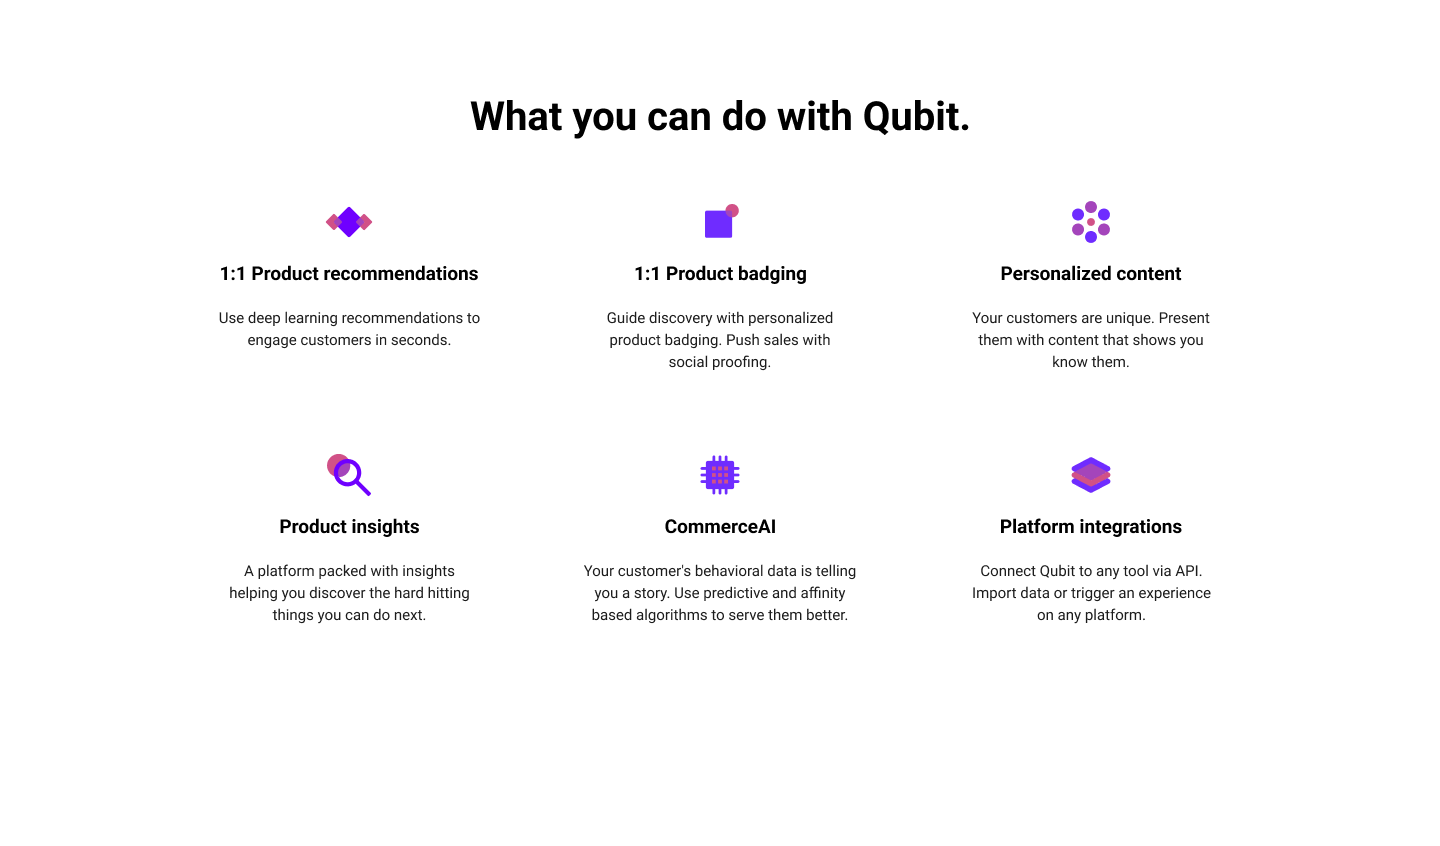 What you can do with Qubit.
1:1 Product recommendations
Use deep learning recommendations to
engage customers in seconds.
1:1 Product badging
Guide discovery with personalized
product badging. Push sales with
social proofing.
Personalized content
Your customers are unique. Present
them with content that shows you
know them.
Product insights
A platform packed with insights
helping you discover the hard hitting
things you can do next.
CommerceAI
Your customer's behavioral data is telling
you a story. Use predictive and affinity
based algorithms to serve them better.
Platform integrations
Connect Qubit to any tool via API.
Import data or trigger an experience
on any platform.